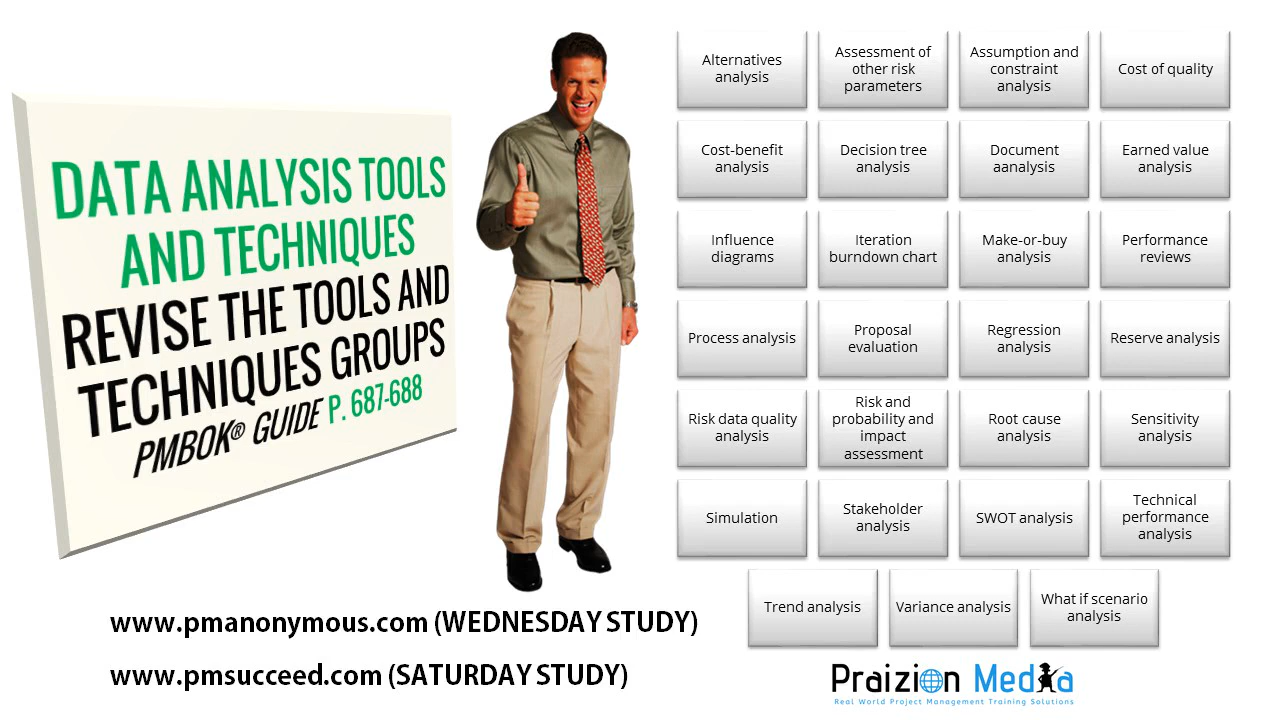 DATA ANALYSIS TOOLS
AND TECHNIQUES
REVISE THE TOOLS AND
TECHNIQUES GROUPS
PMBOK® GUIDE P. 687-688
Alternatives
analysis
Assessment of
other risk
parameters
Assumption and
constraint
analysis
Cost of quality
Cost-benefit
analysis
Decision tree
analysis
Document
aanalysis
Earned value
analysis
Influence
diagrams
Iteration
burndown chart
Make-or-buy
analysis
Performance
reviews
Process analysis
Proposal
evaluation
Regression
analysis
Reserve analysis
Risk data quality
analysis
Risk and
probability and
impact
assessment
Root cause
analysis
Sensitivity
analysis
Simulation
Stakeholder
analysis
SWOT analysis
Technical
performance
analysis
Trend analysis
Variance analysis
What if scenario
analysis
www.pmanonymous.com (WEDNESDAY STUDY)
www.pmsucceed.com (SATURDAY STUDY)
Praizion Media
Real World Project Management Training Solutions